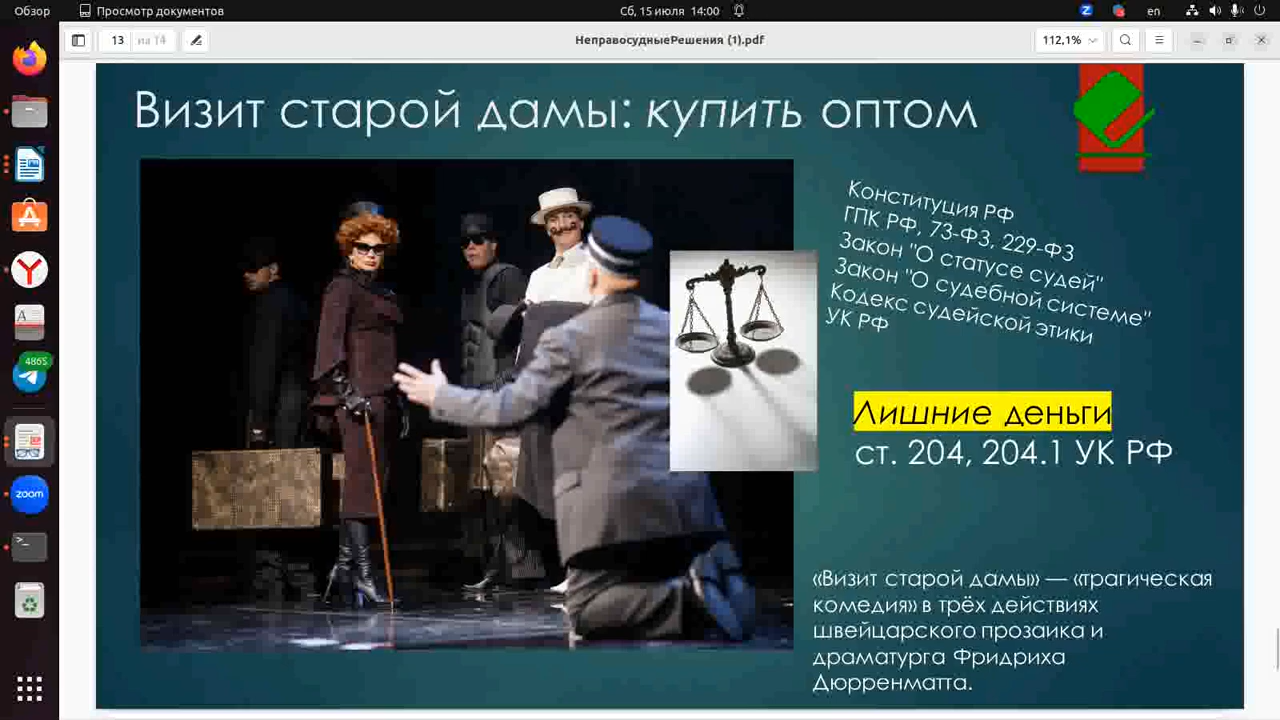 Обзор
Просмотр документов
Сб, 15 июля 14:00
en
13
из 14
НеправосудныеРешения (1).pdf
112,1%
Визит старой дамы: купить оптом
Конституция РФ
ГПК РФ, 73-ФЗ, 229-ФЗ
Закон "О статусе судей"
Закон "О судебной системе"
Кодекс судейской этики
УК РФ
Лишние деньги
ст. 204, 204.1 УК РФ
«Визит старой дамы» — «трагическая
комедия» в трёх действиях
швейцарского прозаика и
драматурга Фридриха
Дюрренматта.
4865
zoom